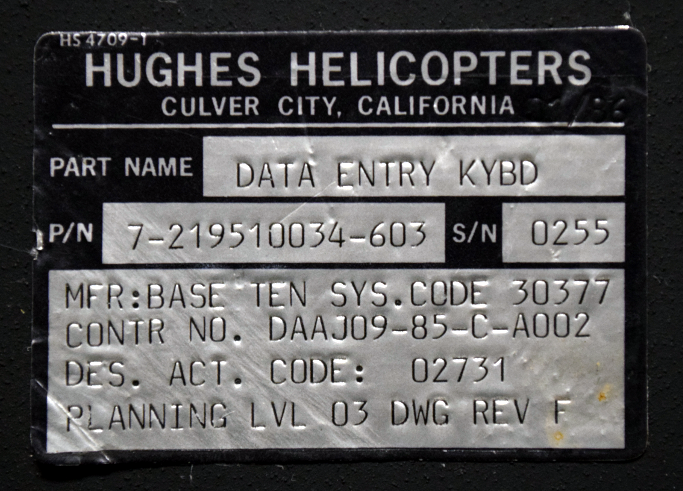 HS 4709-1
HUGHES HELICOPTERS
CULVER CITY, CALIFORNIA
PART NAME DATA ENTRY KYBD
P/N 7-219510034-603 S/N 0255
MFR:BASE TEN SYS.CODE 30377
CONTR NO. DAAJ09-85-C-A002
DES. ACT. CODE: 02731
PLANNING LVL 03 DWG REV F